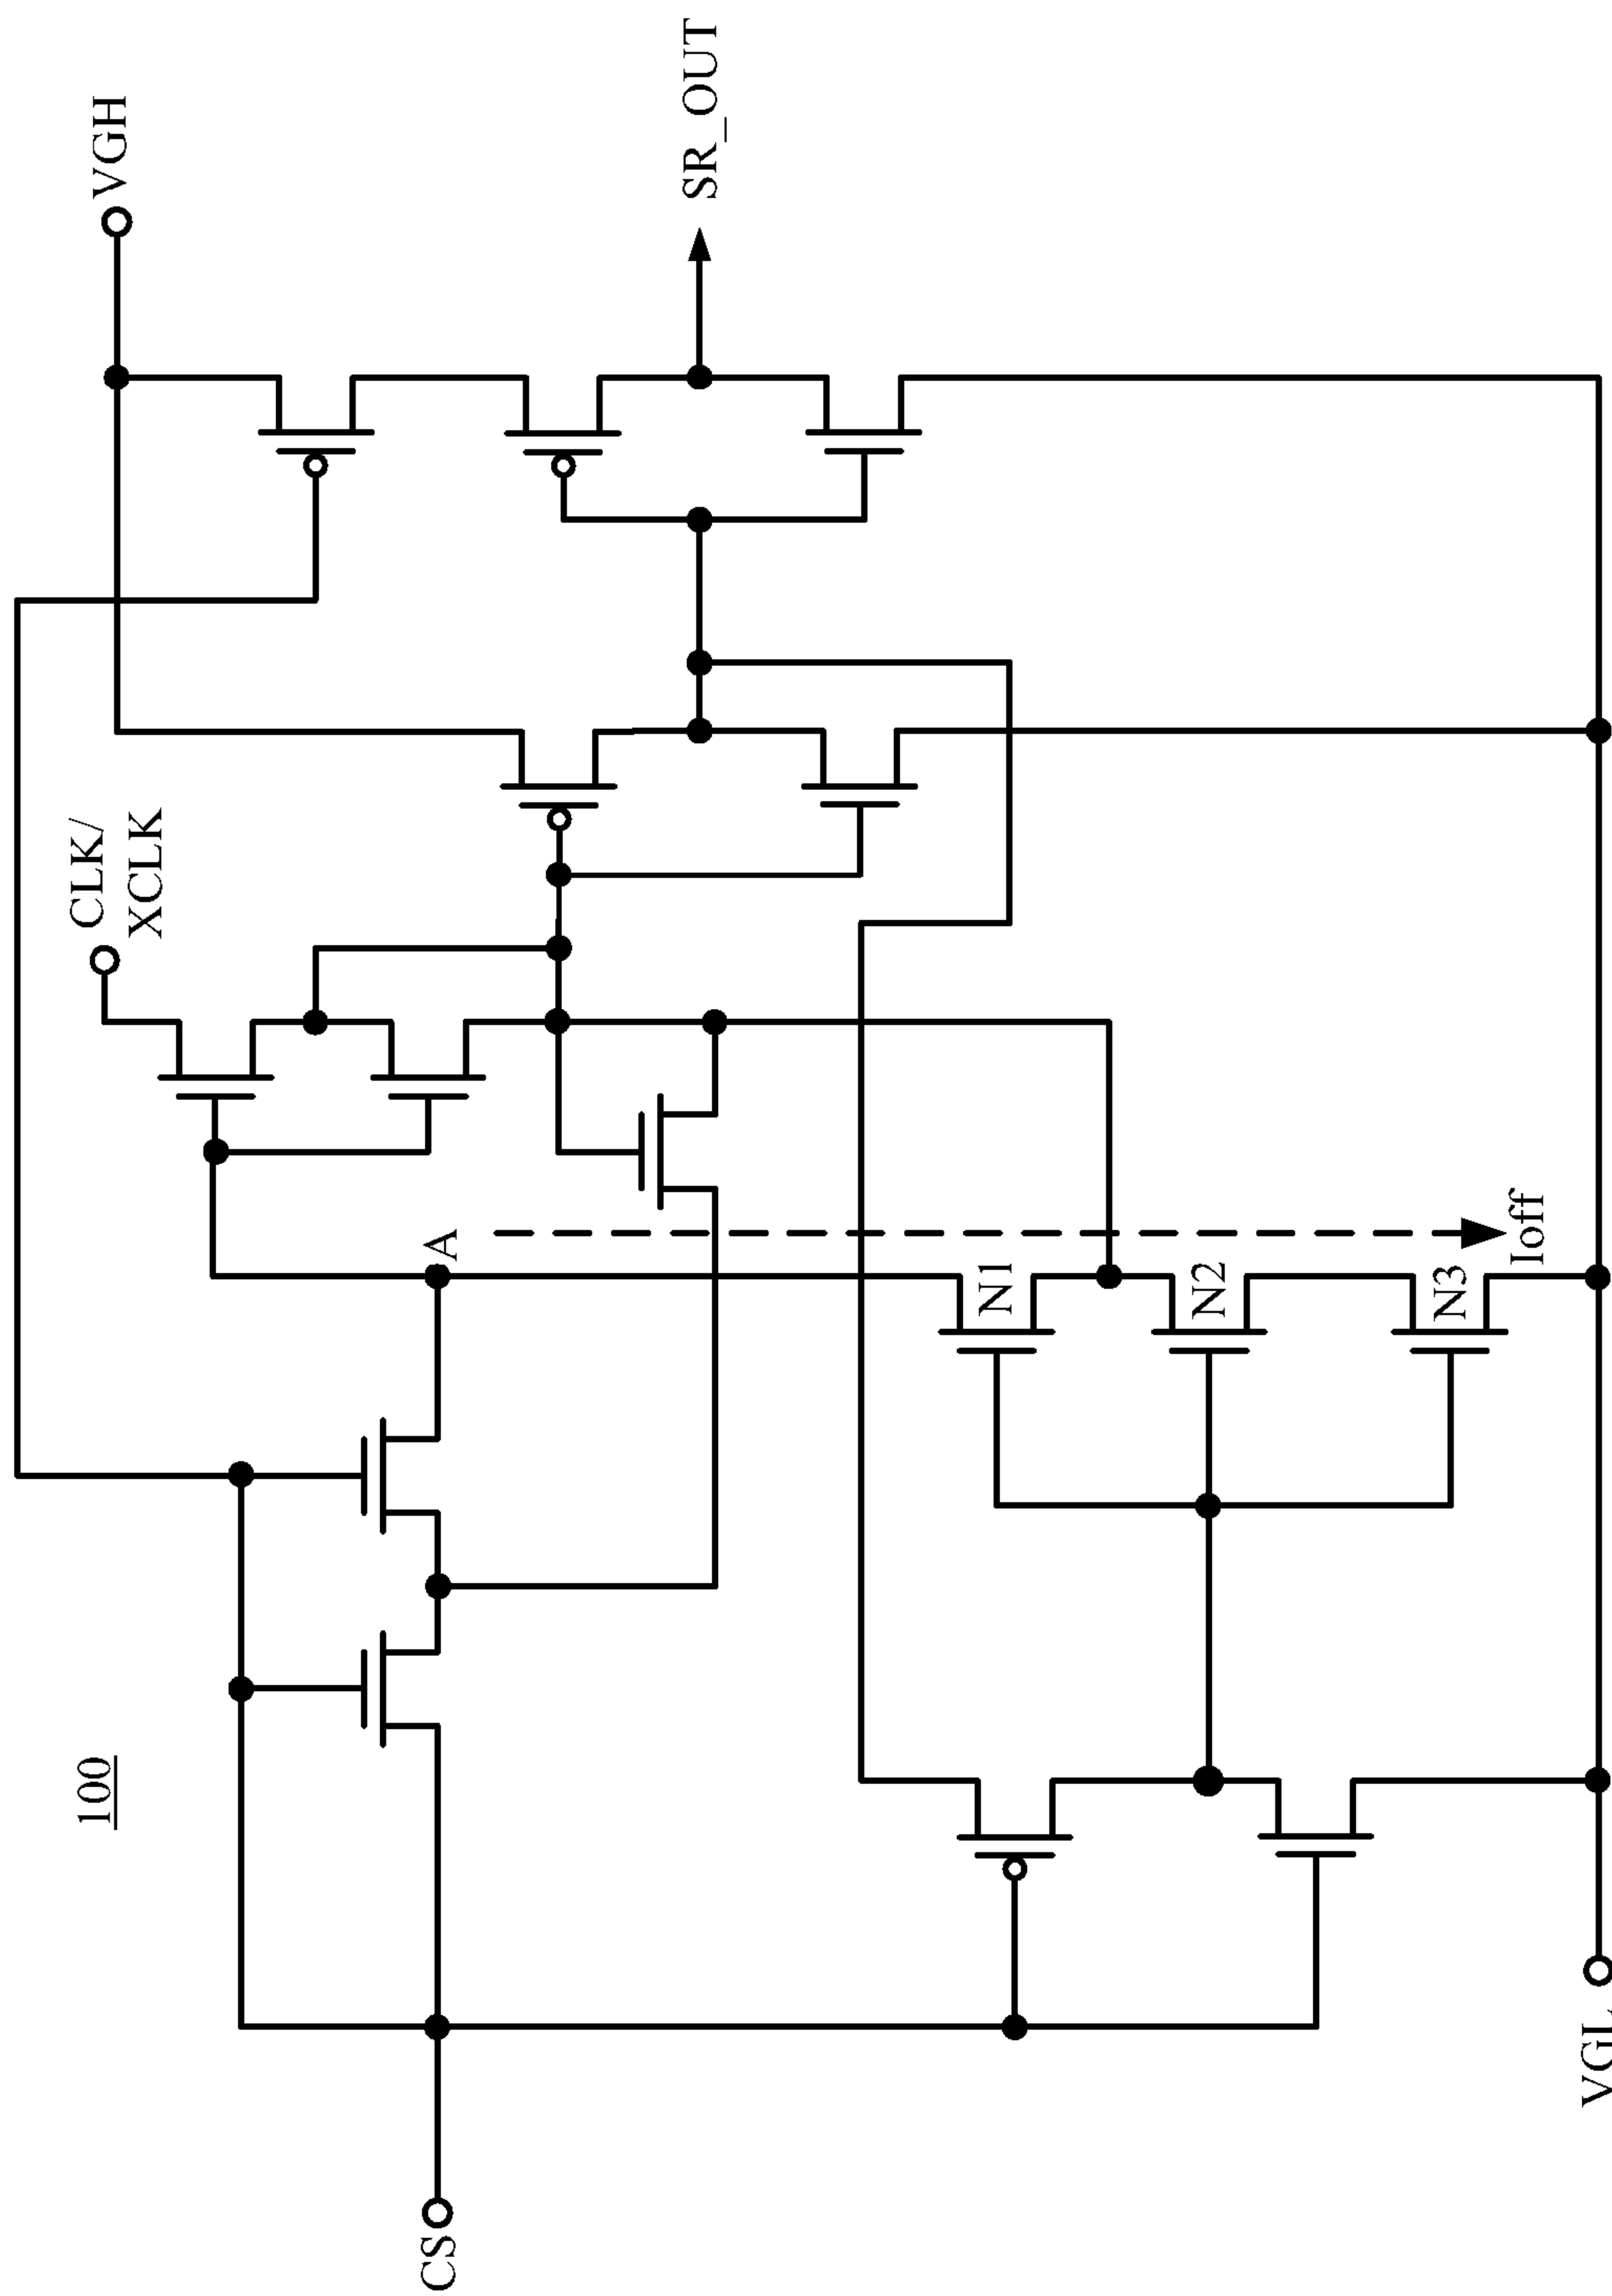 100
CLK/
XCLK
VGH
SR_OUT
CS
A
N1
N2
N3
Ioff
VGL